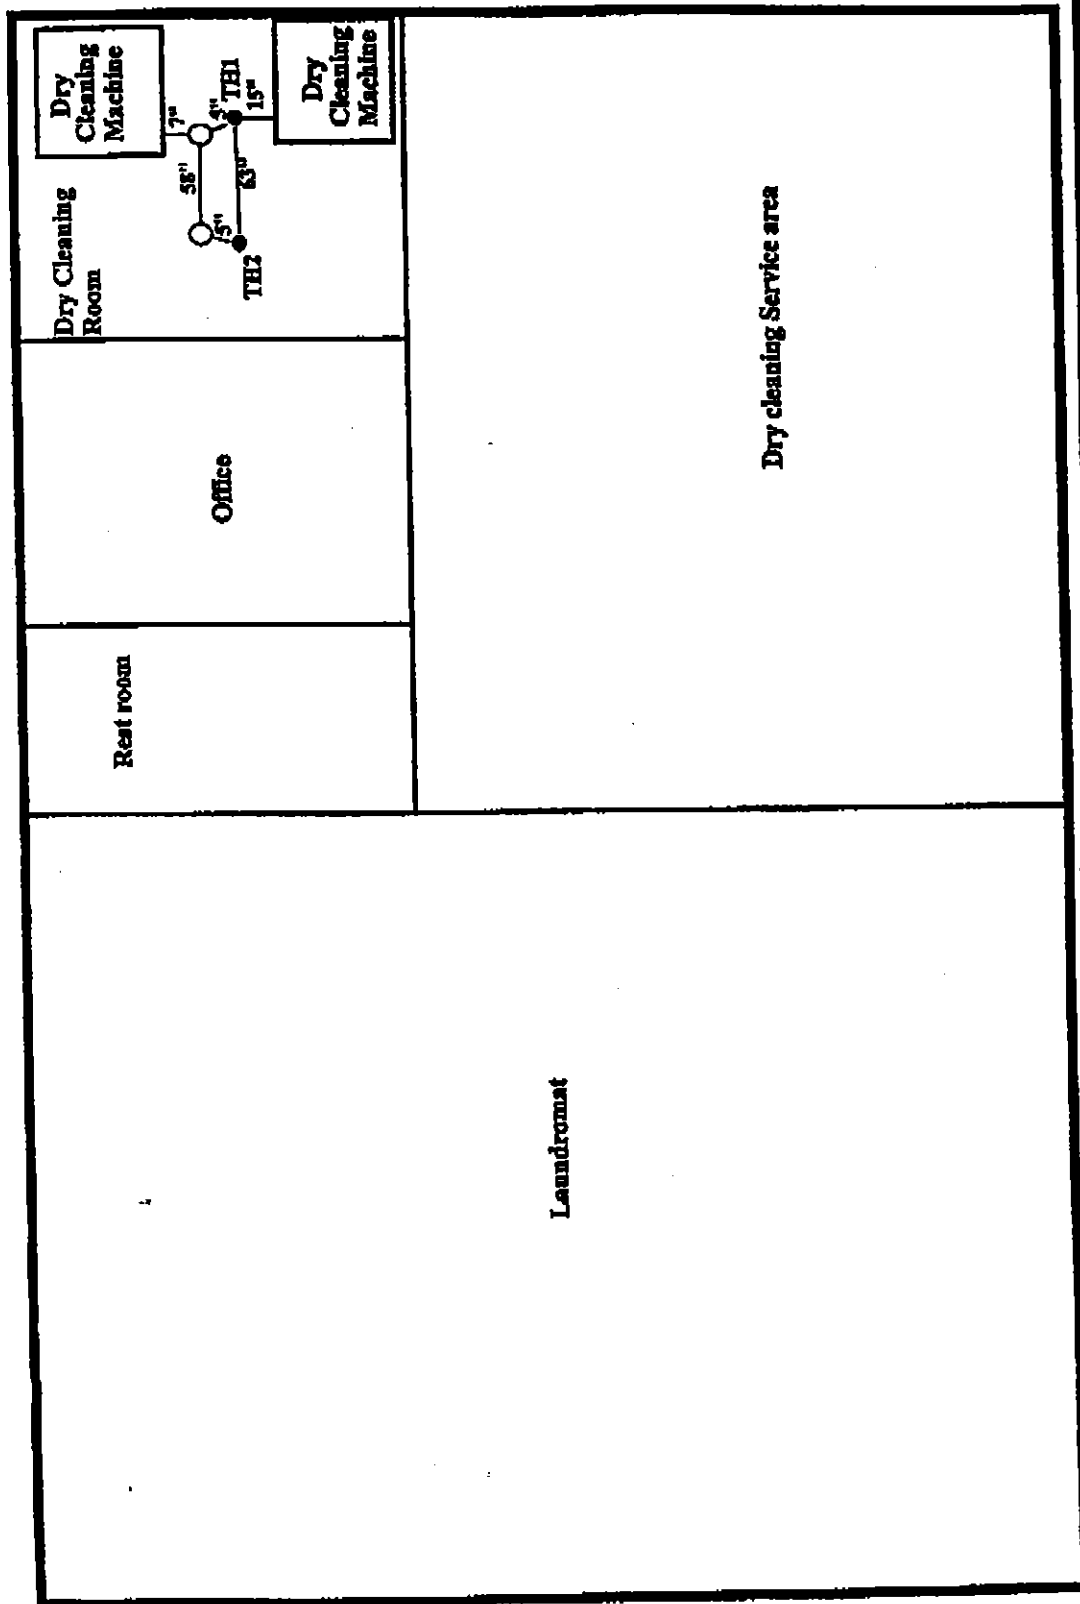 Dry
Cleaning
Machine
7"
4"
TH1
15"
Dry
Cleaning
Machine
58"
63"
5"
TH2
Dry Cleaning
Room
Office
Rest room
Dry cleaning Service area
Laundromat